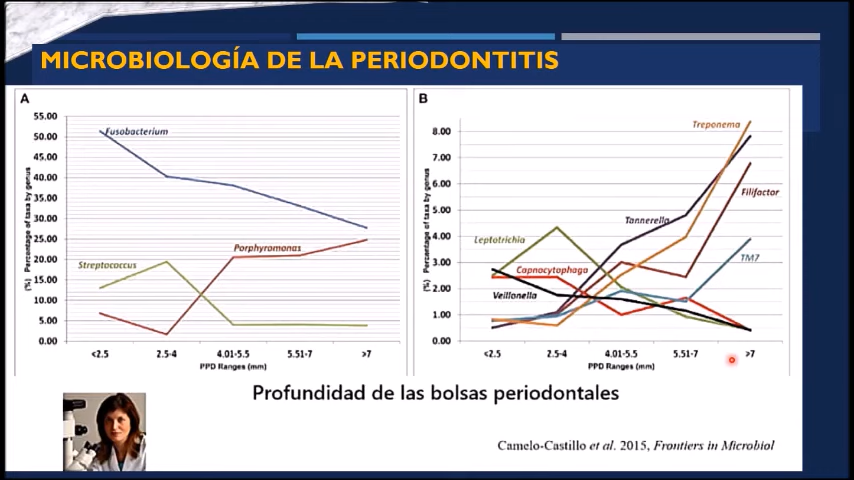 MICROBIOLOGÍA DE LA PERIODONTITIS
A
55.00
50.00
45.00
40.00
35.00
30.00
25.00
20.00
15.00
10.00
5.00
0.00
(%) Percentage of taxa by genus
Fusobacterium
Porphyromonas
Streptococcus
<2.5 2.5-4 4.01-5.5 5.51-7 >7
PPD Ranges (mm)
B
8.00
7.00
6.00
5.00
4.00
3.00
2.00
1.00
0.00
(%) Percentage of taxa by genus
Treponema
Filifactor
Tannerella
Leptotrichia
TM7
Capnocytophaga
Veillonella
<2.5 2.5-4 4.01-5.5 5.51-7 >7
PPD Ranges (mm)
Profundidad de las bolsas periodontales
Camelo-Castillo et al. 2015, Frontiers in Microbiol